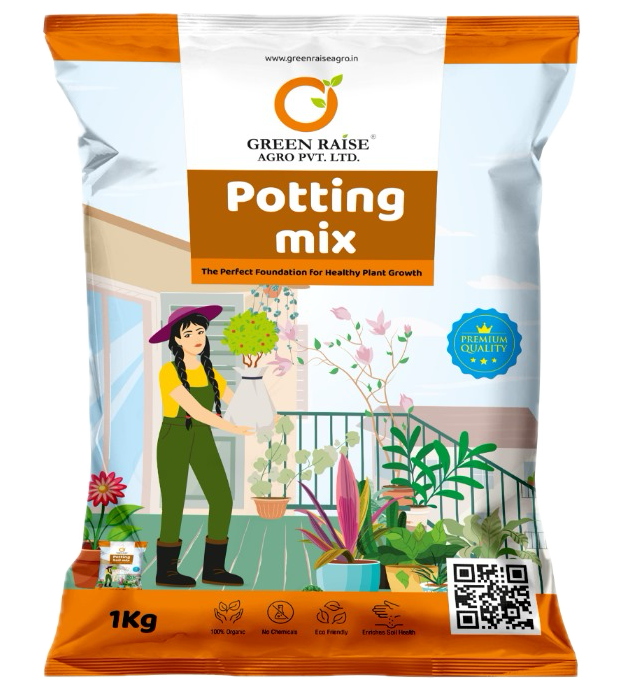 www.greenraiseagro.in
GREEN RAISE®
AGRO PVT. LTD.
Potting
mix
The Perfect Foundation for Healthy Plant Growth
PREMIUM
QUALITY
Potting
1Kg
100% Organic
No Chemicals
Eco Friendly
Enriches Soil Health